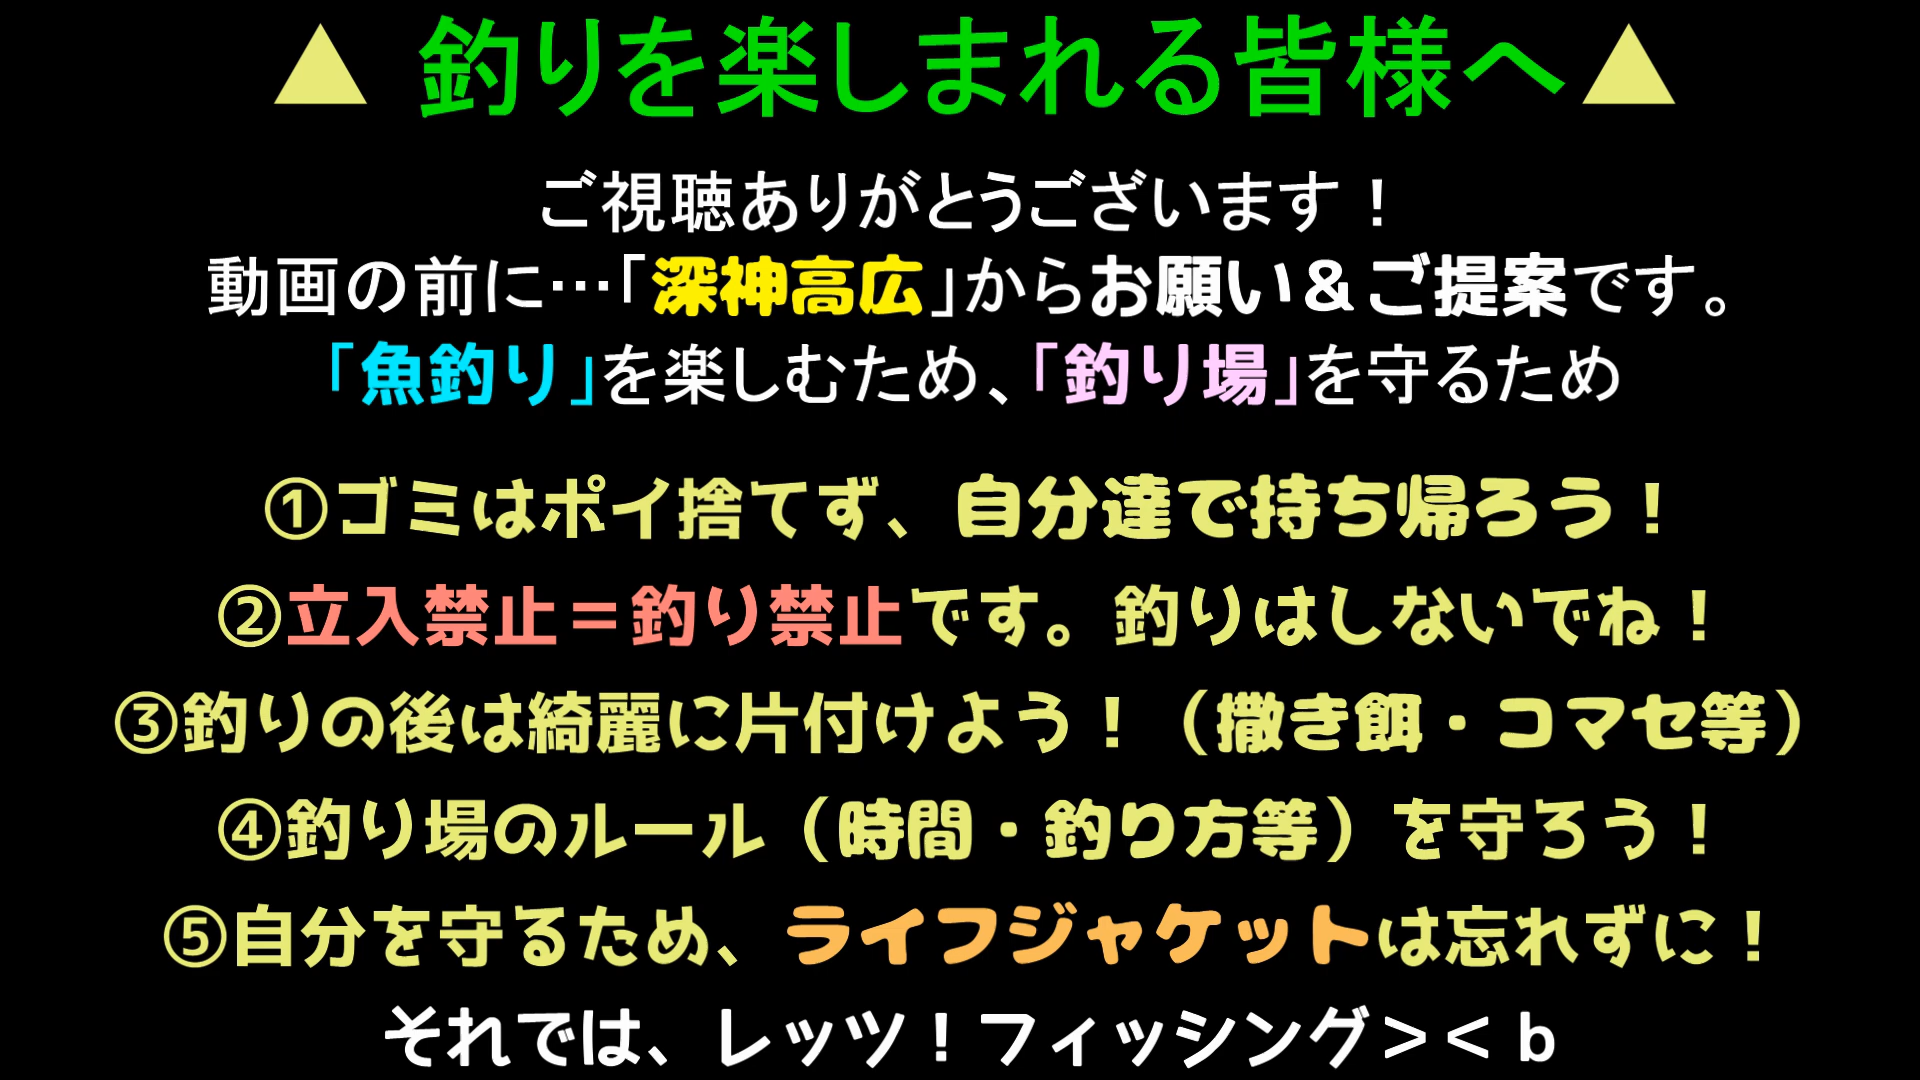 ▲ 釣りを楽しまれる皆様へ▲
ご視聴ありがとうございます！
動画の前に…「深神高広」からお願い＆ご提案です。
「魚釣り」を楽しむため、「釣り場」を守るため
①ゴミはポイ捨てず、自分達で持ち帰ろう！
②立入禁止＝釣り禁止です。釣りはしないでね！
③釣りの後は綺麗に片付けよう！（撒き餌・コマセ等）
④釣り場のルール（時間・釣り方等）を守ろう！
⑤自分を守るため、ライフジャケットは忘れずに！
それでは、レッツ！フィッシング＞＜ｂ